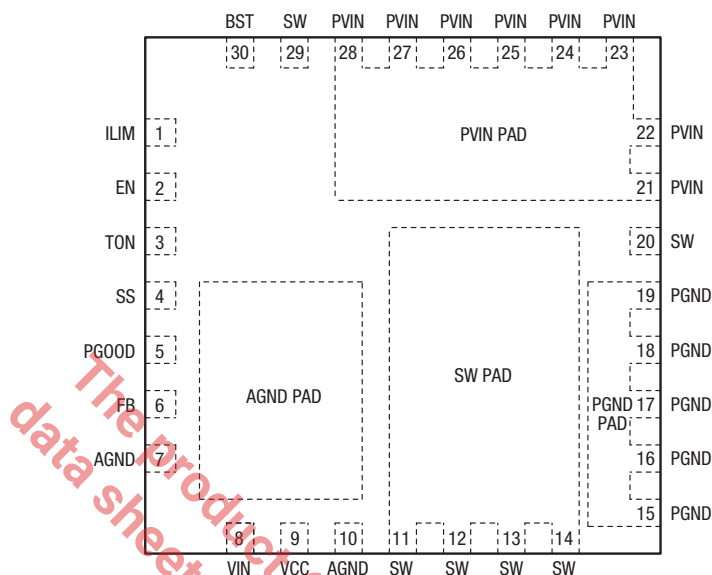 BST SW PVIN PVIN PVIN PVIN PVIN PVIN
30 29 28 27 26 25 24 23
ILIM 1
PVIN PAD
22 PVIN
EN 2
21 PVIN
TON 3
20 SW
SS 4
19 PGND
PGOOD 5
18 PGND
SW PAD
AGND PAD
FB 6
PGND PAD
17 PGND
AGND 7
16 PGND
15 PGND
8 9 10 11 12 13 14
VIN VCC AGND SW SW SW SW
The product
data sheet